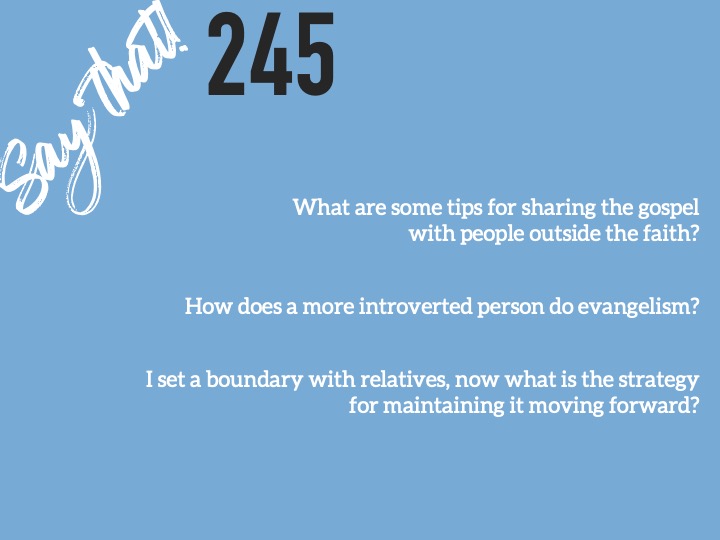 Say that!
245
What are some tips for sharing the gospel
with people outside the faith?
How does a more introverted person do evangelism?
I set a boundary with relatives, now what is the strategy
for maintaining it moving forward?